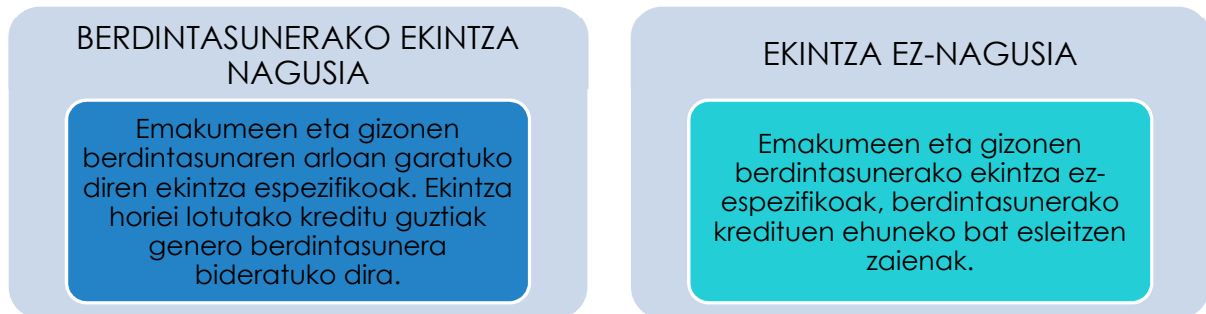 BERDINTASUNERAKO EKINTZA
NAGUSIA
Emakumeen eta gizonen
berdintasunaren arloan garatuko
diren ekintza espezifikoak. Ekintza
horiei lotutako kreditu guztiak
genero berdintasunera
bideratuko dira.
EKINTZA EZ-NAGUSIA
Emakumeen eta gizonen
berdintasunerako ekintza ez-
espezifikoak, berdintasunerako
kredituen ehuneko bat esleitzen
zaienak.